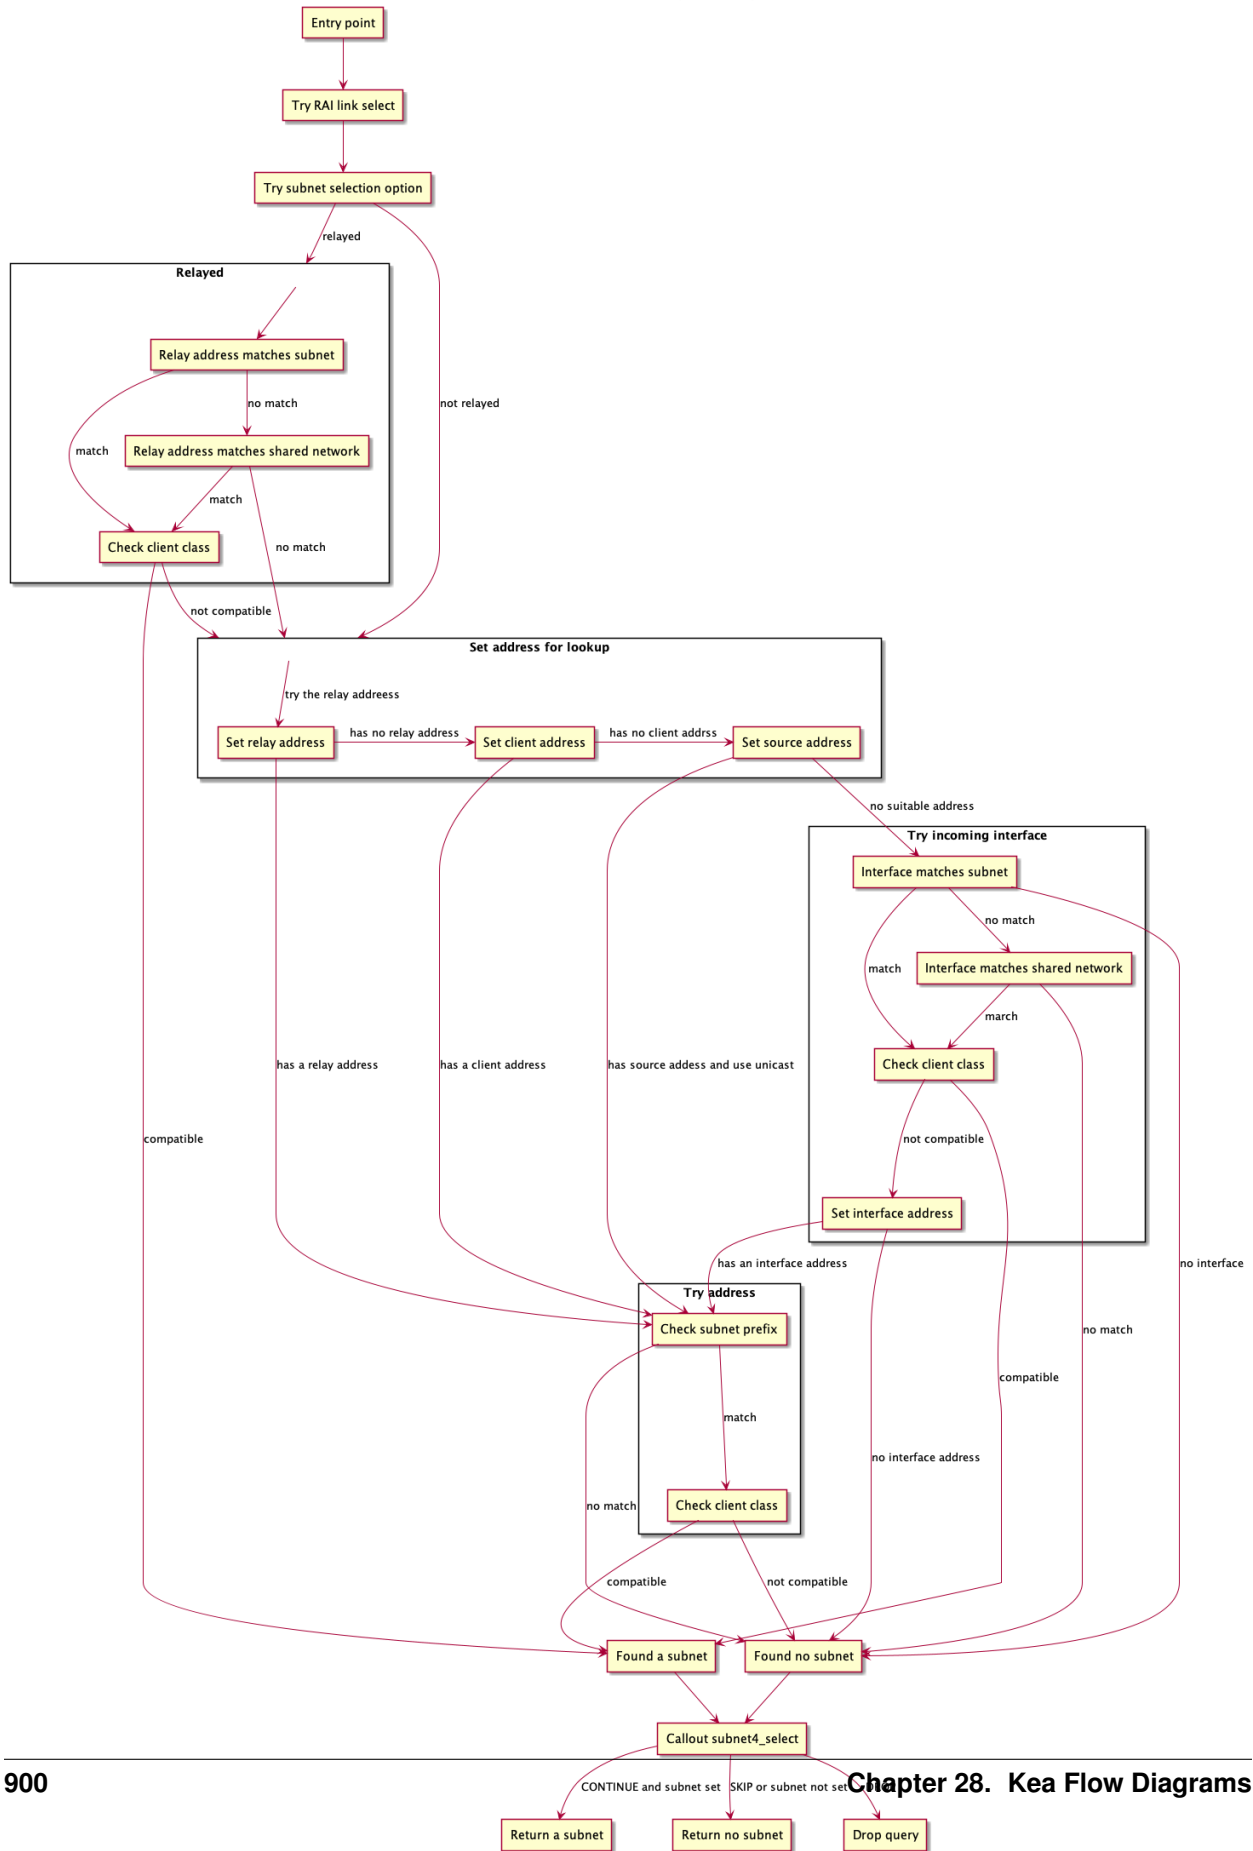 Entry point
Try RAI link select
Try subnet selection option
relayed
Relayed
Relay address matches subnet
no match
not relayed
match
Relay address matches shared network
match
Check client class
no match
not compatible
Set address for lookup
try the relay addreess
Set relay address
has no relay address
Set client address
has no client addrss
Set source address
no suitable address
Try incoming interface
Interface matches subnet
no match
match
Interface matches shared network
march
Check client class
has a relay address
has a client address
has source addess and use unicast
compatible
not compatible
Set interface address
has an interface address
no interface
Try address
Check subnet prefix
no match
compatible
match
no interface address
Check client class
no match
compatible
not compatible
Found a subnet
Found no subnet
Callout subnet4_select
900
Chapter 28. Kea Flow Diagrams
CONTINUE and subnet set
SKIP or subnet not set
Return a subnet
Return no subnet
Drop query